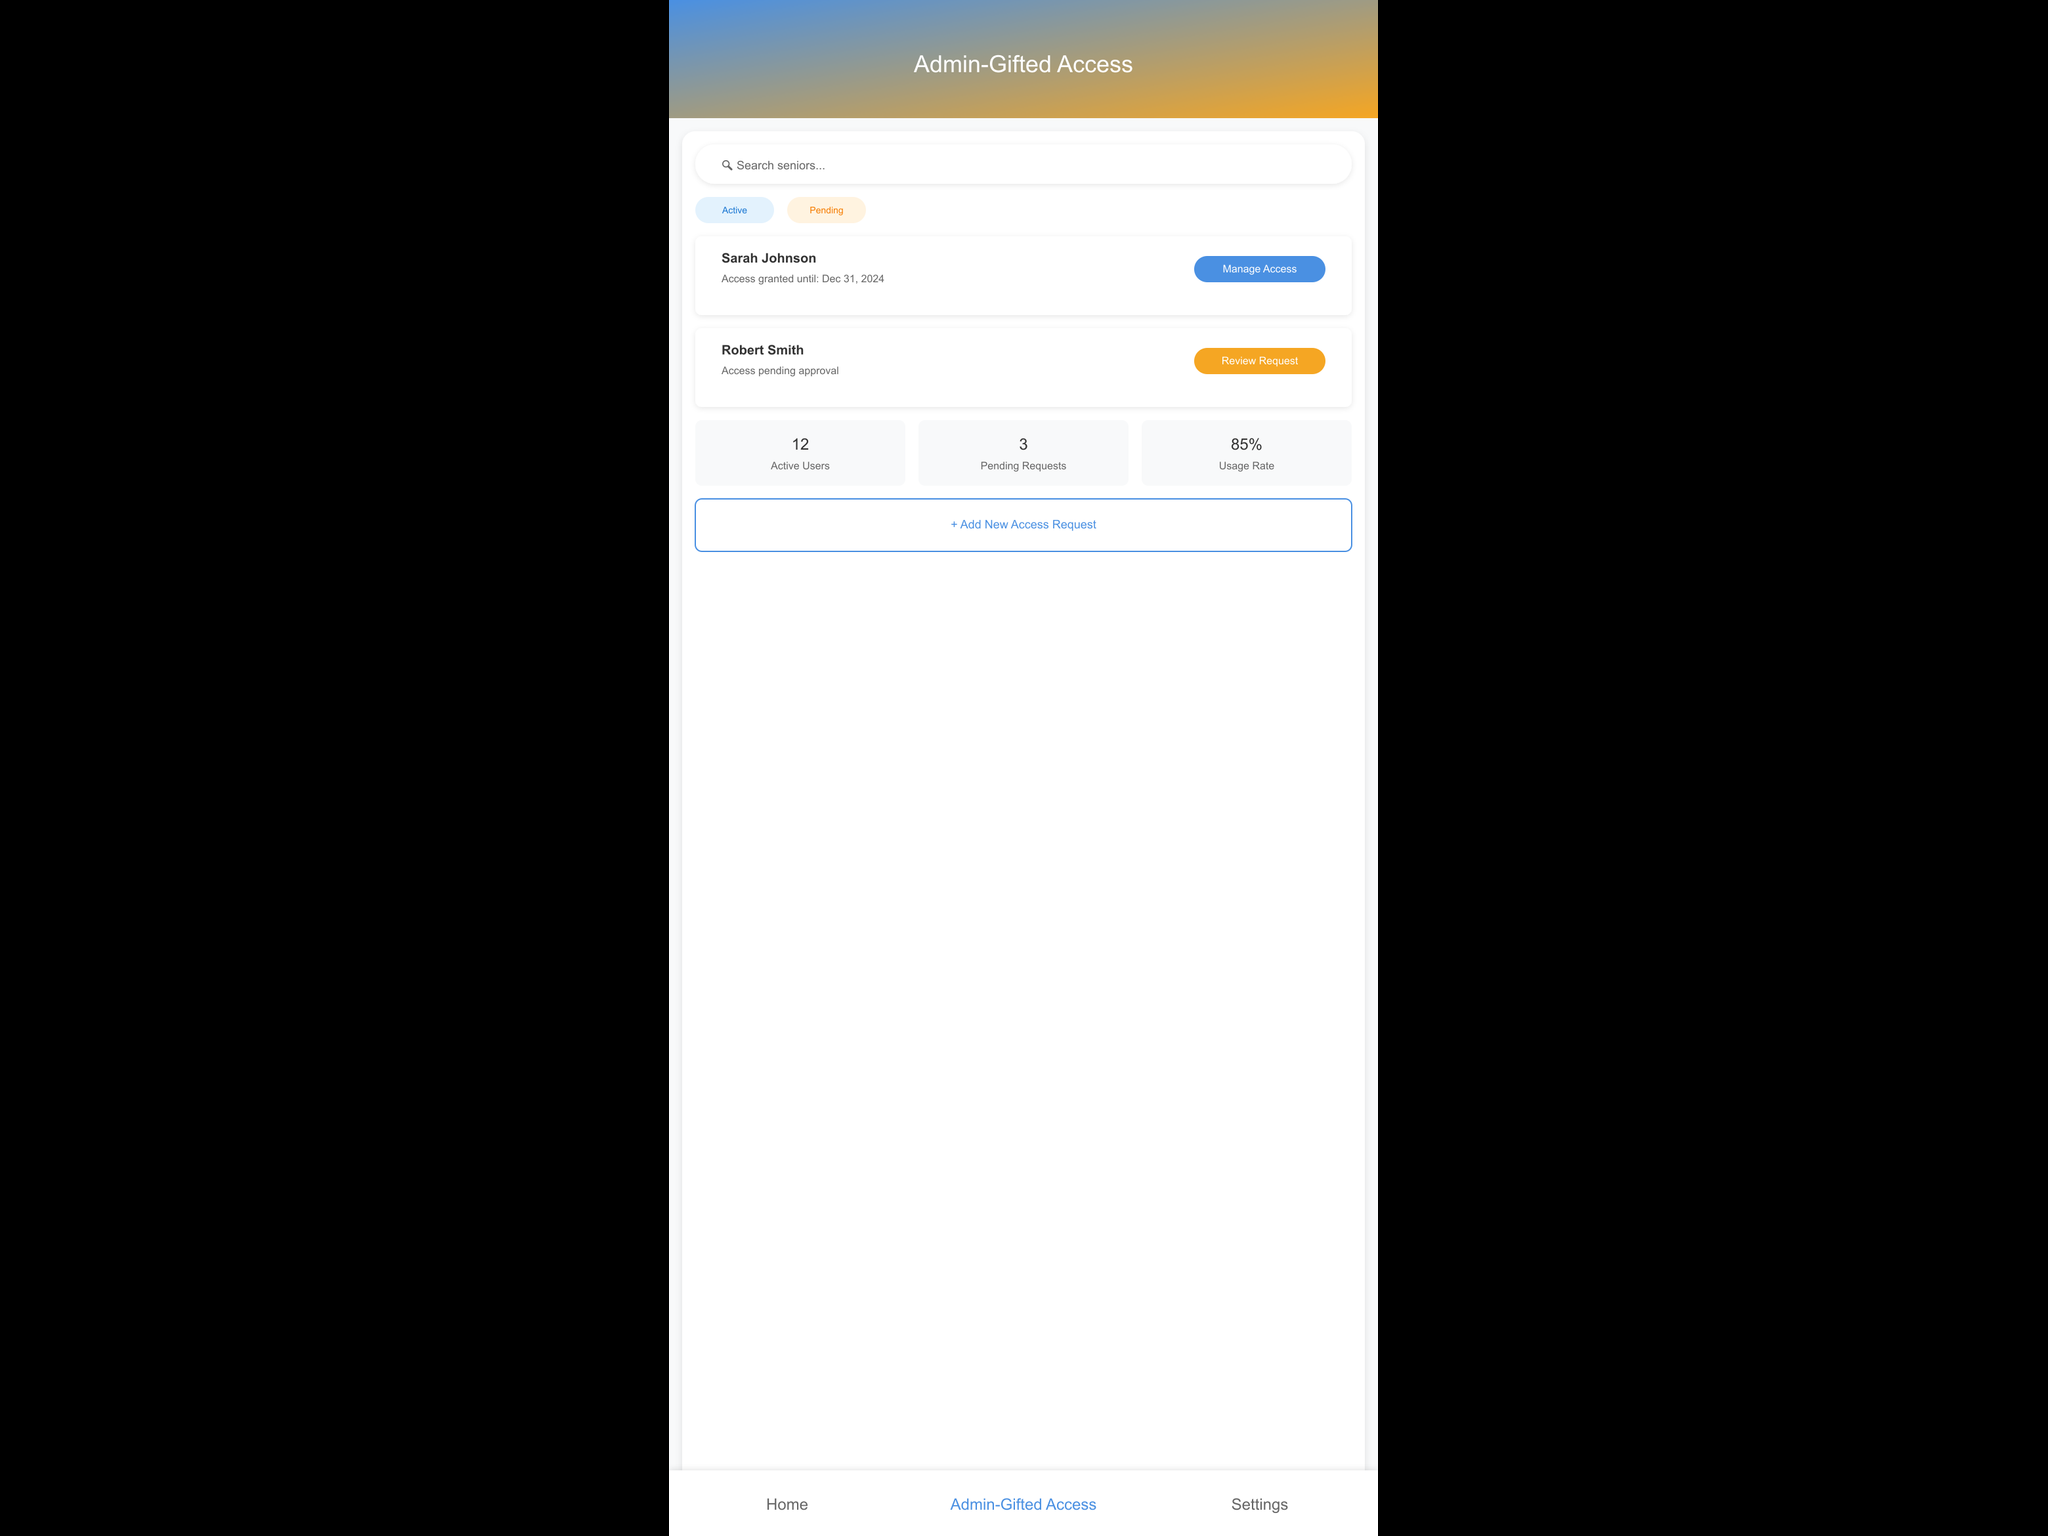 Admin-Gifted Access
🔍 Search seniors...
Active
Pending
Sarah Johnson
Access granted until: Dec 31, 2024
Manage Access
Robert Smith
Access pending approval
Review Request
12
Active Users
3
Pending Requests
85%
Usage Rate
+ Add New Access Request
Home
Admin-Gifted Access
Settings